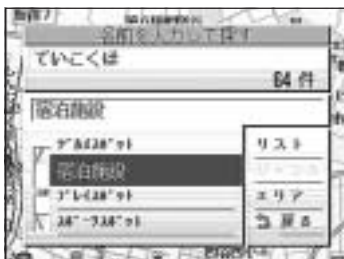 名前を入力して探す
ていこくほ
64 件
宿泊施設
グルメスポット
リスト
宿泊施設
プレイスポット
エリア
スポーツスポット
戻る